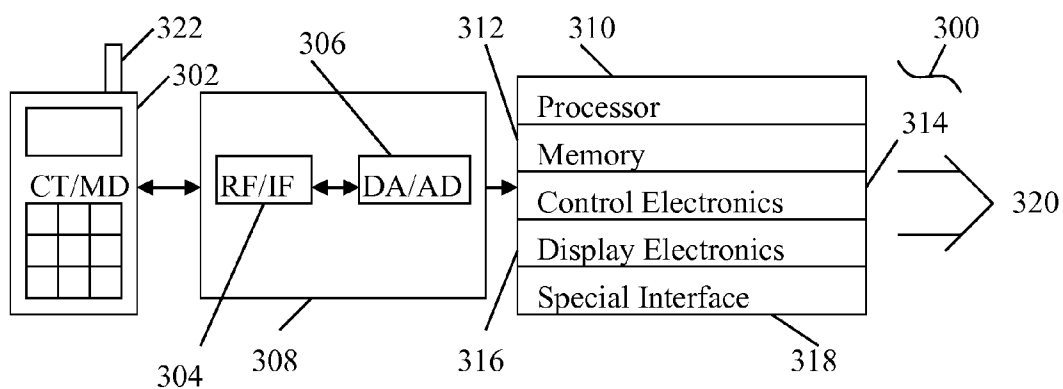 322
302
306
312
310
300
Processor
314
Memory
CT/MD
RF/IF
DA/AD
Control Electronics
320
Display Electronics
Special Interface
304
308
316
318